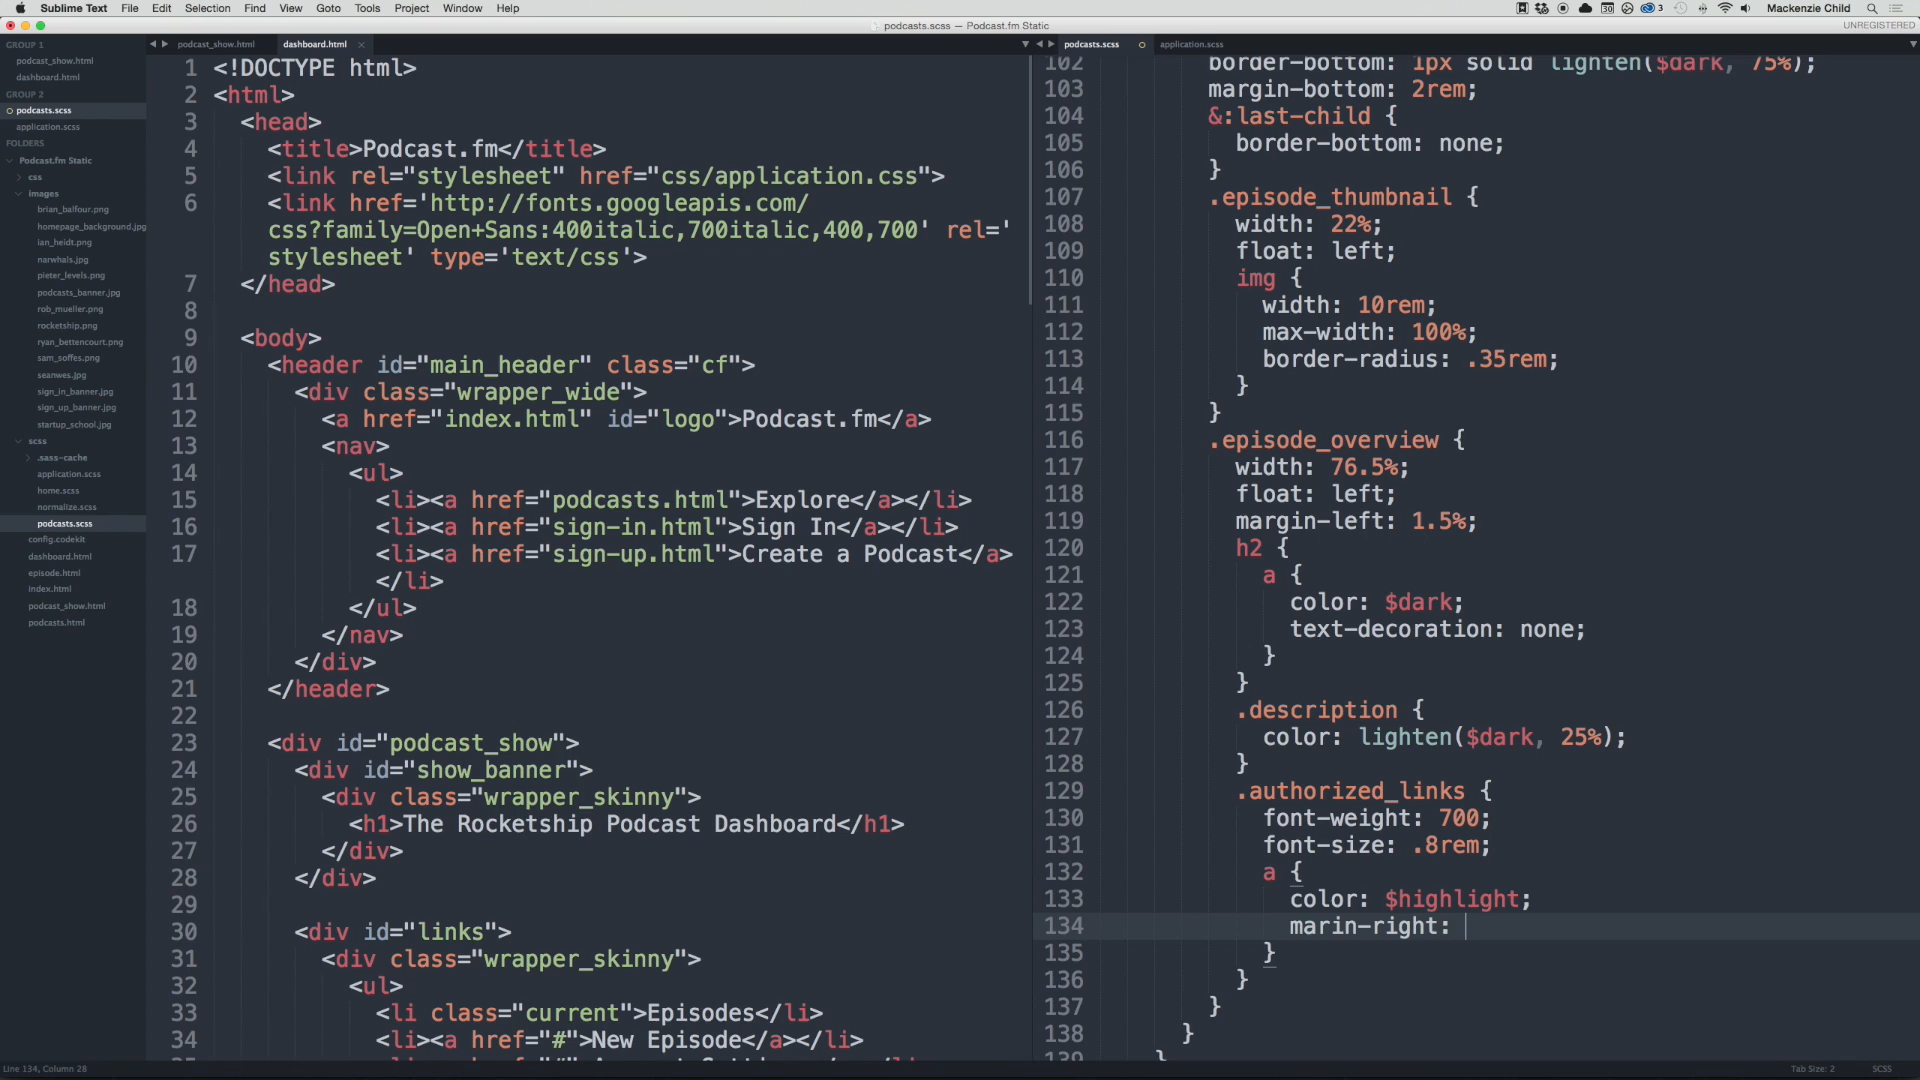 Sublime Text File Edit Selection Find View Goto Tools Project Window Help
3 Mackenzie Child
podcasts.scss — Podcast.fm Static
UNREGISTERED
GROUP 1
podcast_show.html
dashboard.html
GROUP 2
podcasts.scss
application.scss
FOLDERS
Podcast.fm Static
css
images
brian_balfour.png
homepage_background.jpg
ian_heidt.png
narwhals.jpg
pieter_levels.png
podcasts_banner.jpg
rob_mueller.png
rocketship.png
ryan_bettencourt.png
sam_soffes.png
seanwes.jpg
sign_in_banner.jpg
sign_up_banner.jpg
startup_school.jpg
scss
.sass-cache
application.scss
home.scss
normalize.scss
podcasts.scss
config.codekit
dashboard.html
episode.html
index.html
podcast_show.html
podcasts.html
podcast_show.html dashboard.html
1 <!DOCTYPE html>
2 <html>
3 <head>
4 <title>Podcast.fm</title>
5 <link rel="stylesheet" href="css/application.css">
6 <link href='http://fonts.googleapis.com/
css?family=Open+Sans:400italic,700italic,400,700' rel='
stylesheet' type='text/css'>
7 </head>
8
9 <body>
10 <header id="main_header" class="cf">
11 <div class="wrapper_wide">
12 <a href="index.html" id="logo">Podcast.fm</a>
13 <nav>
14 <ul>
15 <li><a href="podcasts.html">Explore</a></li>
16 <li><a href="sign-in.html">Sign In</a></li>
17 <li><a href="sign-up.html">Create a Podcast</a>
</li>
18 </ul>
19 </nav>
20 </div>
21 </header>
22
23 <div id="podcast_show">
24 <div id="show_banner">
25 <div class="wrapper_skinny">
26 <h1>The Rocketship Podcast Dashboard</h1>
27 </div>
28 </div>
29
30 <div id="links">
31 <div class="wrapper_skinny">
32 <ul>
33 <li class="current">Episodes</li>
34 <li><a href="#">New Episode</a></li>
podcasts.scss application.scss
102 border-bottom: 1px solid lighten($dark, 75%);
103 margin-bottom: 2rem;
104 &:last-child {
105 border-bottom: none;
106 }
107 .episode_thumbnail {
108 width: 22%;
109 float: left;
110 img {
111 width: 10rem;
112 max-width: 100%;
113 border-radius: .35rem;
114 }
115 }
116 .episode_overview {
117 width: 76.5%;
118 float: left;
119 margin-left: 1.5%;
120 h2 {
121 a {
122 color: $dark;
123 text-decoration: none;
124 }
125 }
126 .description {
127 color: lighten($dark, 25%);
128 }
129 .authorized_links {
130 font-weight: 700;
131 font-size: .8rem;
132 a {
133 color: $highlight;
134 marin-right:
135 }
136 }
137 }
138 }
139 }
Line 134, Column 28
Tab Size: 2 SCSS